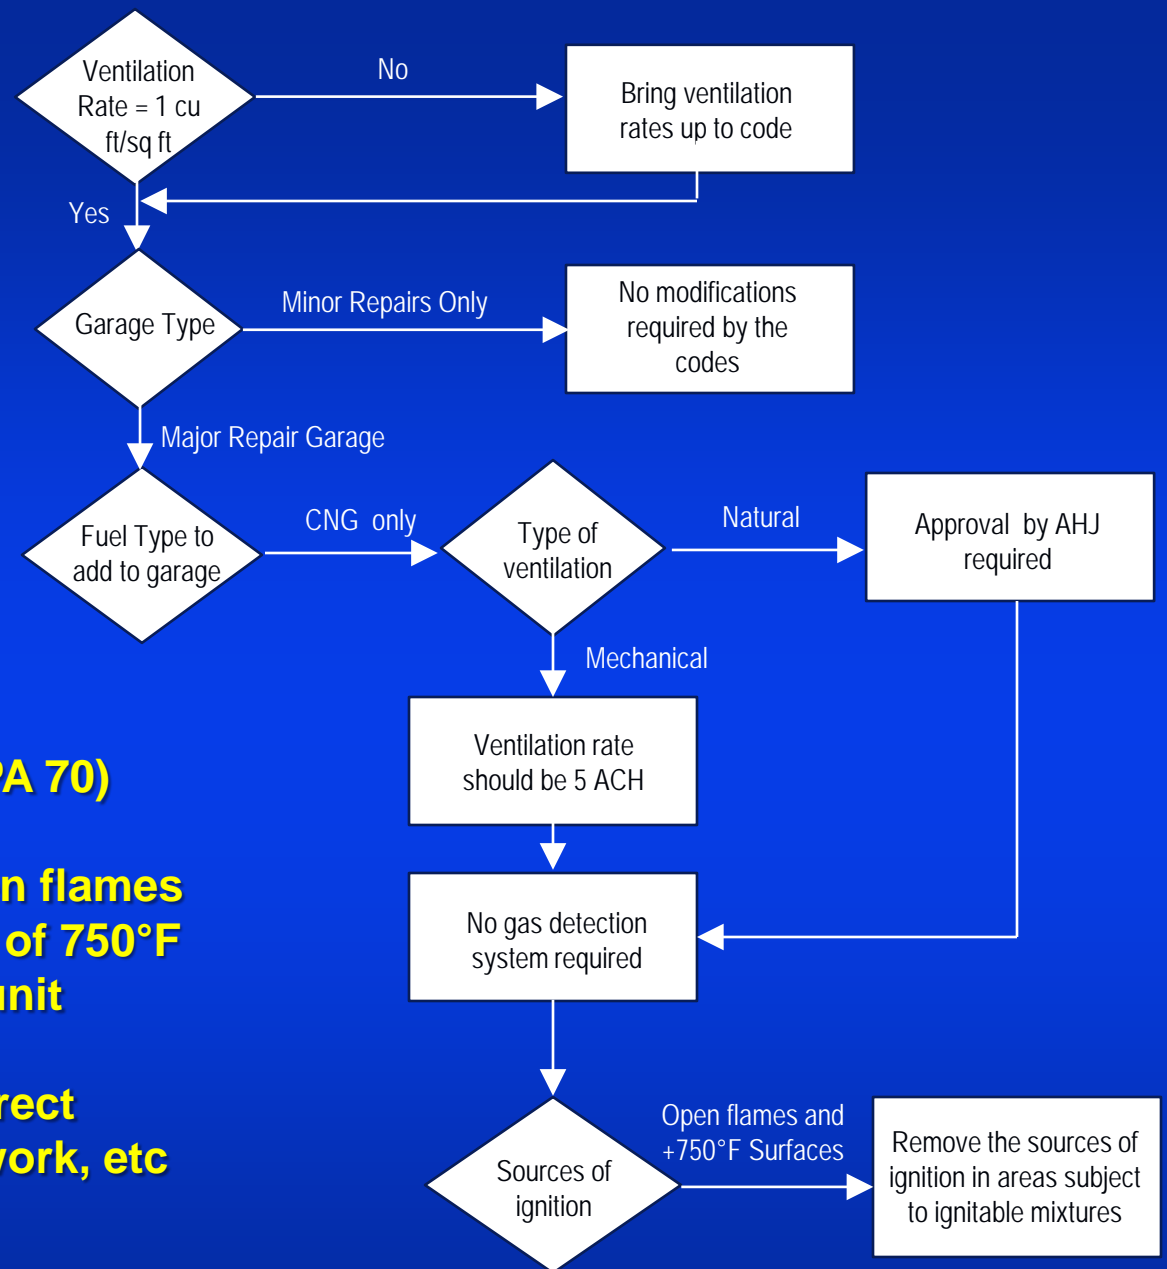 Ventilation
Rate = 1 cu
ft/sq ft
No
Bring ventilation
rates up to code
Yes
Garage Type
Minor Repairs Only
No modifications
required by the
codes
Major Repair Garage
Fuel Type to
add to garage
CNG only
Type of
ventilation
Natural
Approval by AHJ
required
Mechanical
Ventilation rate
should be 5 ACH
PA 70)
n flames
of 750°F
unit
rect
work, etc
No gas detection
system required
Sources of
ignition
Open flames and
+750°F Surfaces
Remove the sources of
ignition in areas subject
to ignitable mixtures